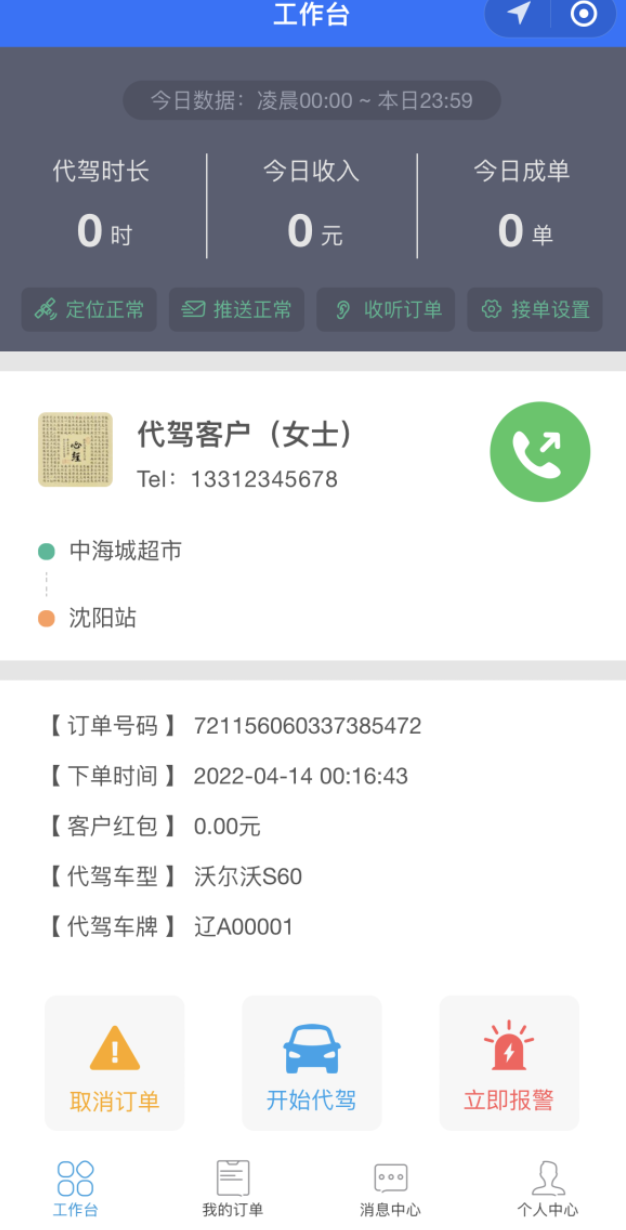 工作台
今日数据：凌晨00:00 ~ 本日23:59
代驾时长 今日收入 今日成单
0时 0元 0单
定位正常 推送正常 收听订单 接单设置
心经
代驾客户（女士）
Tel：13312345678
中海城超市
沈阳站
【 订单号码 】 721156060337385472
【 下单时间 】 2022-04-14 00:16:43
【 客户红包 】 0.00元
【 代驾车型 】 沃尔沃S60
【 代驾车牌 】 辽A00001
取消订单 开始代驾 立即报警
工作台 我的订单 消息中心 个人中心